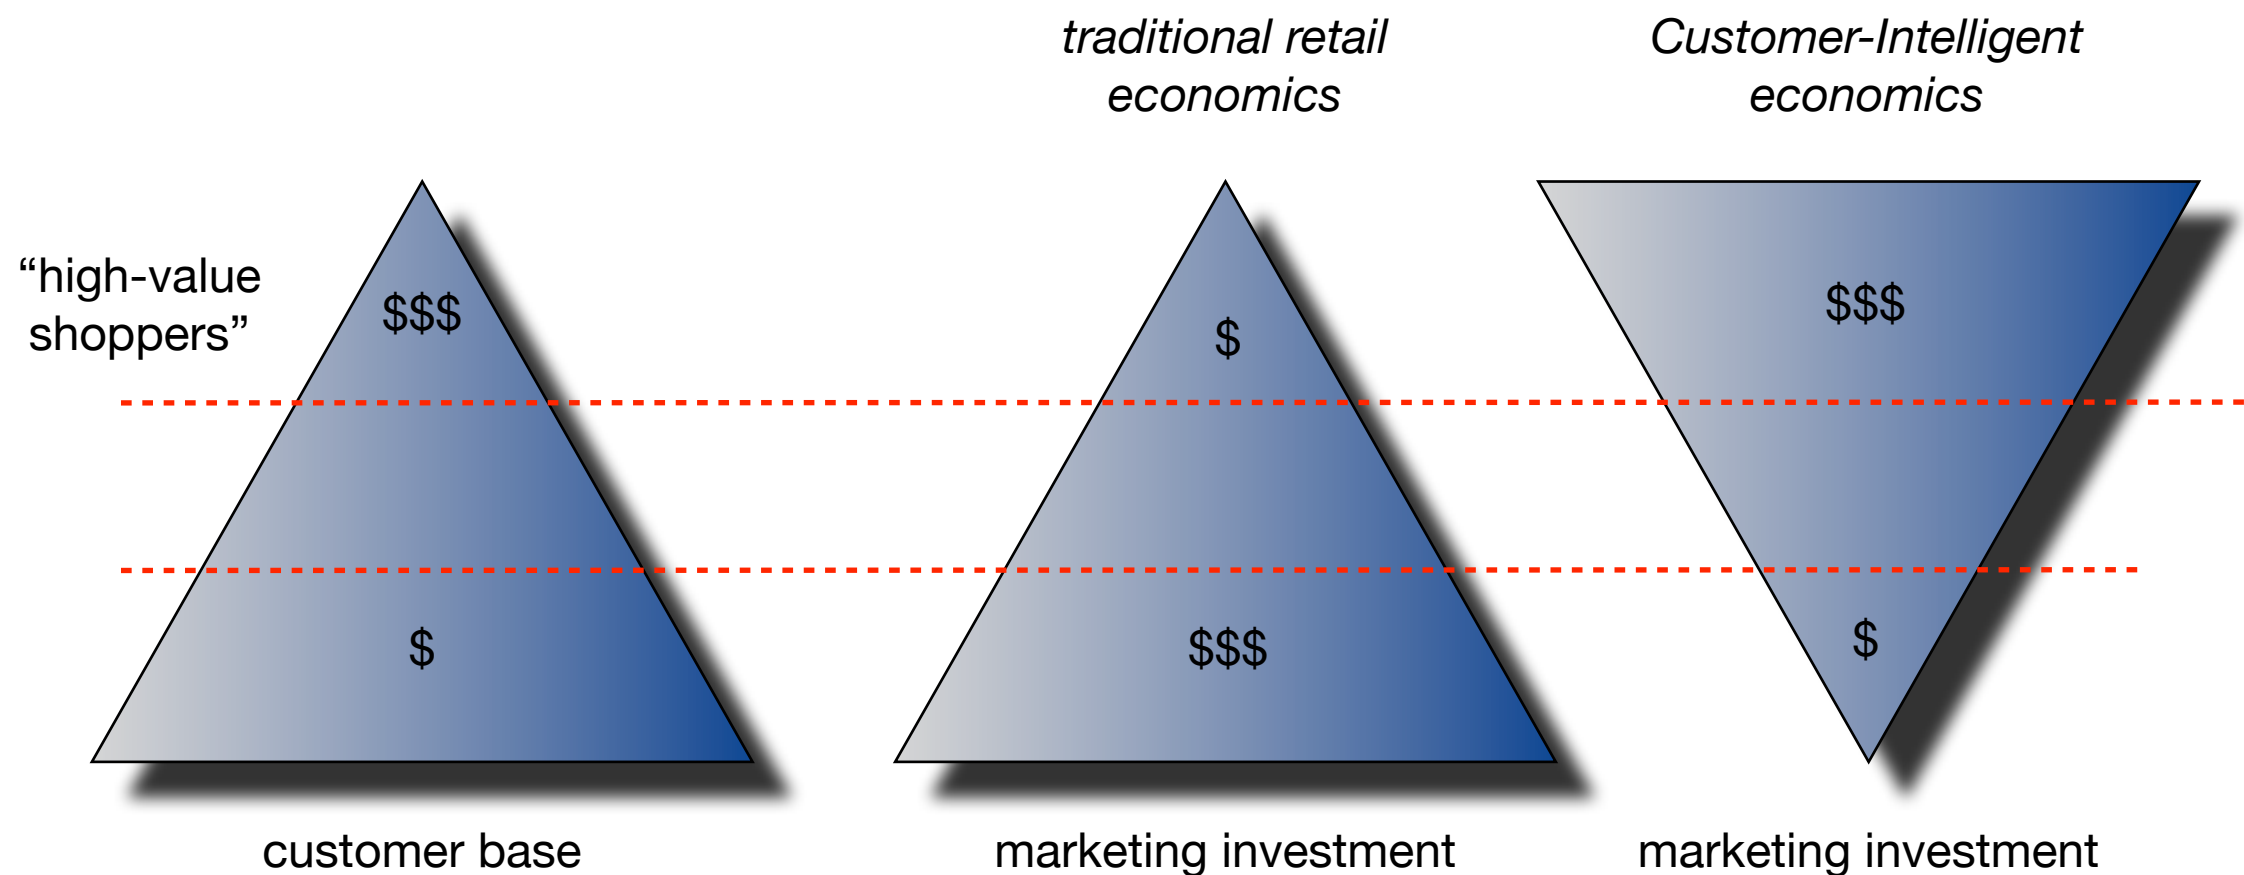 traditional retail
economics
Customer-Intelligent
economics
“high-value
shoppers”
$$$
$
$$$
$
$$$
$
customer base
marketing investment
marketing investment